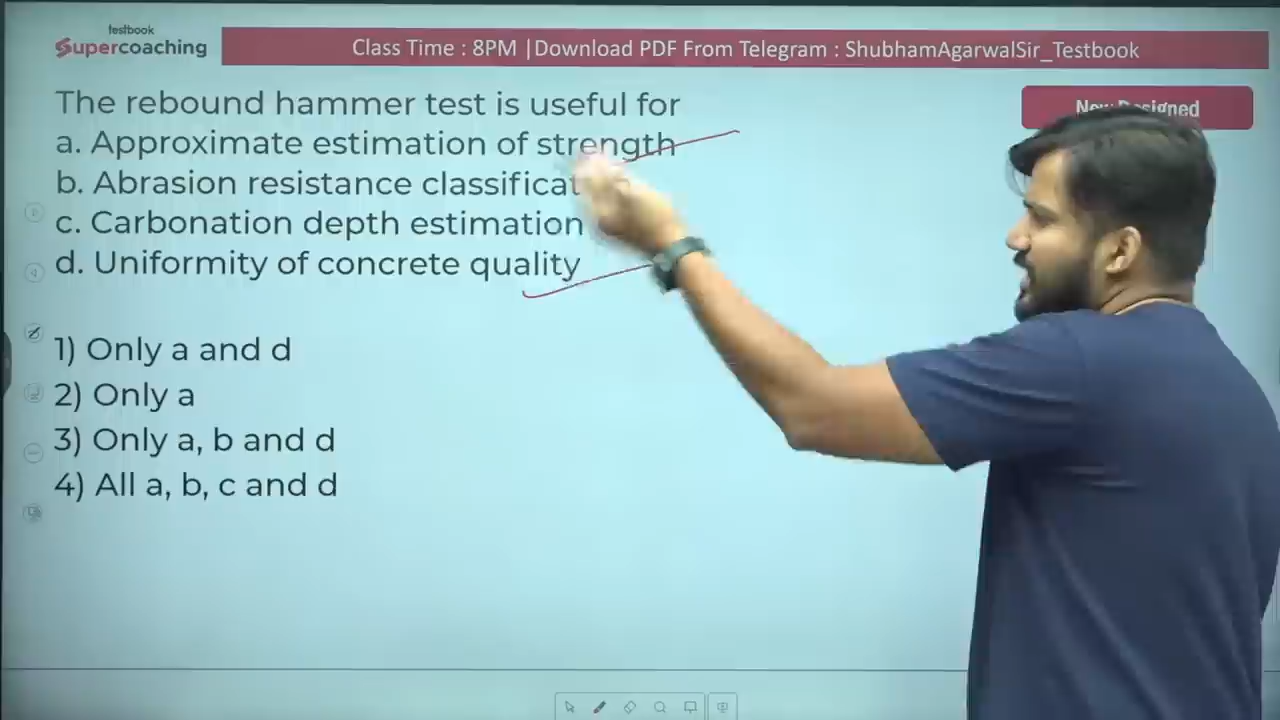 testbook
Supercoaching
Class Time : 8PM |Download PDF From Telegram : ShubhamAgarwalSir_Testbook
The rebound hammer test is useful for
a. Approximate estimation of strength
b. Abrasion resistance
c. Carbonation depth estimation
d. Uniformity of concrete quality
1) Only a and d
2) Only a
3) Only a, b and d
4) All a, b, c and d